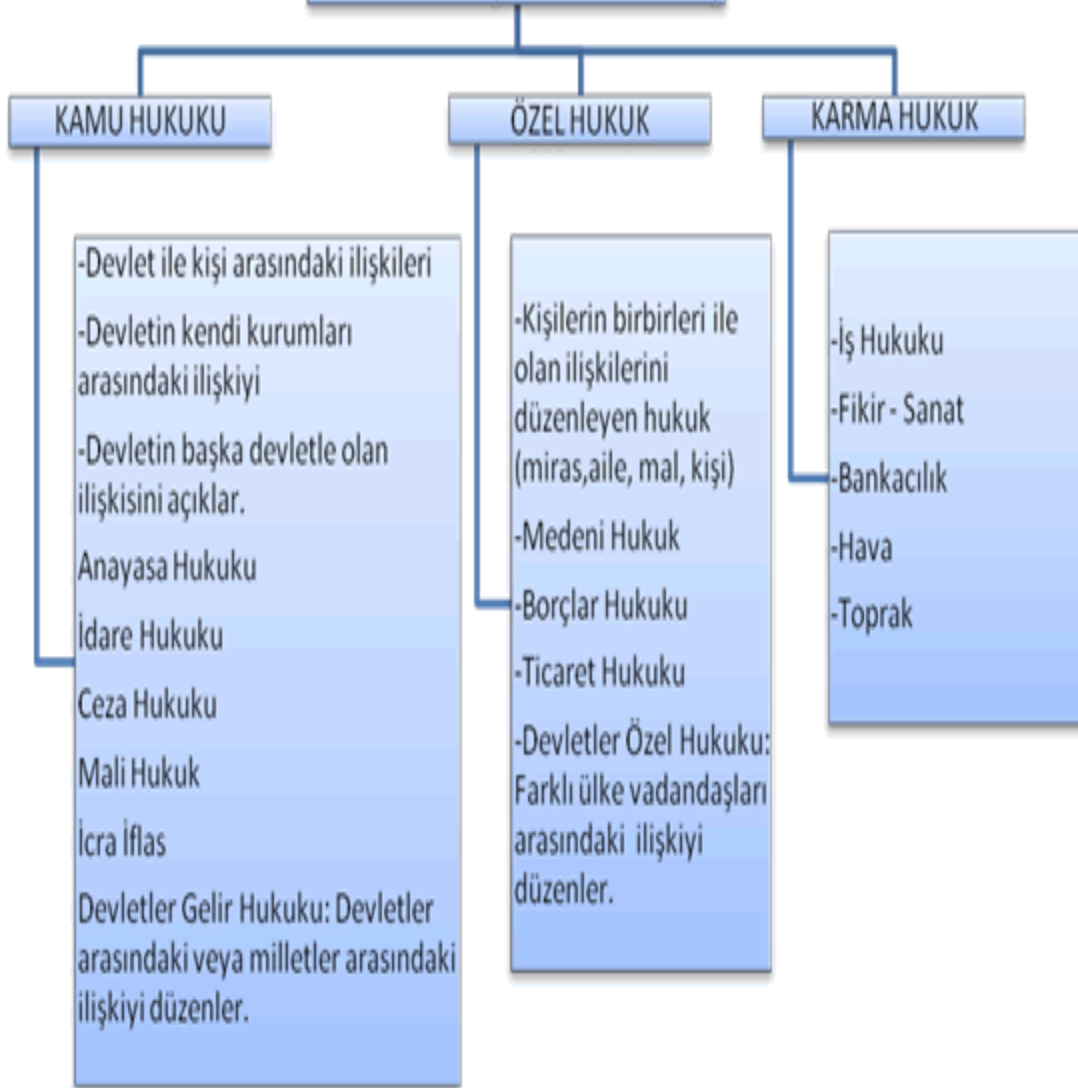 KAMU HUKUKU
ÖZEL HUKUK
KARMA HUKUK
-Devlet ile kişi arasındaki ilişkileri
-Devletin kendi kurumları
arasındaki ilişkiyi
-Devletin başka devletle olan
ilişkisini açıklar.
Anayasa Hukuku
İdare Hukuku
Ceza Hukuku
Mali Hukuk
İcra İflas
Devletler Gelir Hukuku: Devletler
arasındaki veya milletler arasındaki
ilişkiyi düzenler.
-Kişilerin birbirleri ile
olan ilişkilerini
düzenleyen hukuk
(miras,aile, mal, kişi)
-Medeni Hukuk
-Borçlar Hukuku
-Ticaret Hukuku
-Devletler Özel Hukuku:
Farklı ülke vadandaşları
arasındaki ilişkiyi
düzenler.
-İş Hukuku
-Fikir - Sanat
-Bankacılık
-Hava
-Toprak